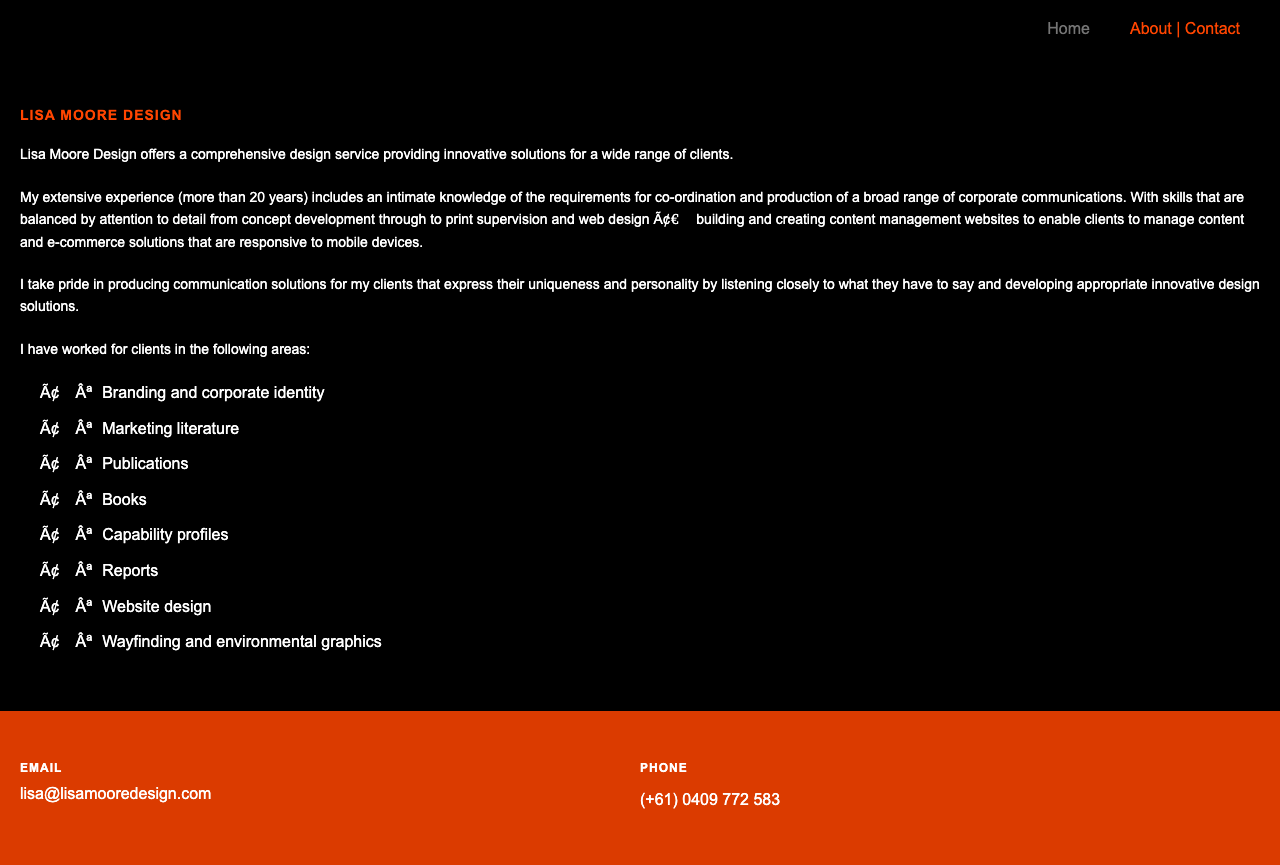 Home About | Contact
LISA MOORE DESIGN
Lisa Moore Design offers a comprehensive design service providing innovative solutions for a wide range of clients.
My extensive experience (more than 20 years) includes an intimate knowledge of the requirements for co-ordination and production of a broad range of corporate communications. With skills that are
balanced by attention to detail from concept development through to print supervision and web design Ã¢€ building and creating content management websites to enable clients to manage content
and e-commerce solutions that are responsive to mobile devices.
I take pride in producing communication solutions for my clients that express their uniqueness and personality by listening closely to what they have to say and developing appropriate innovative design
solutions.
I have worked for clients in the following areas:
Ã¢ Âª Branding and corporate identity
Ã¢ Âª Marketing literature
Ã¢ Âª Publications
Ã¢ Âª Books
Ã¢ Âª Capability profiles
Ã¢ Âª Reports
Ã¢ Âª Website design
Ã¢ Âª Wayfinding and environmental graphics
EMAIL
lisa@lisamooredesign.com
PHONE
(+61) 0409 772 583